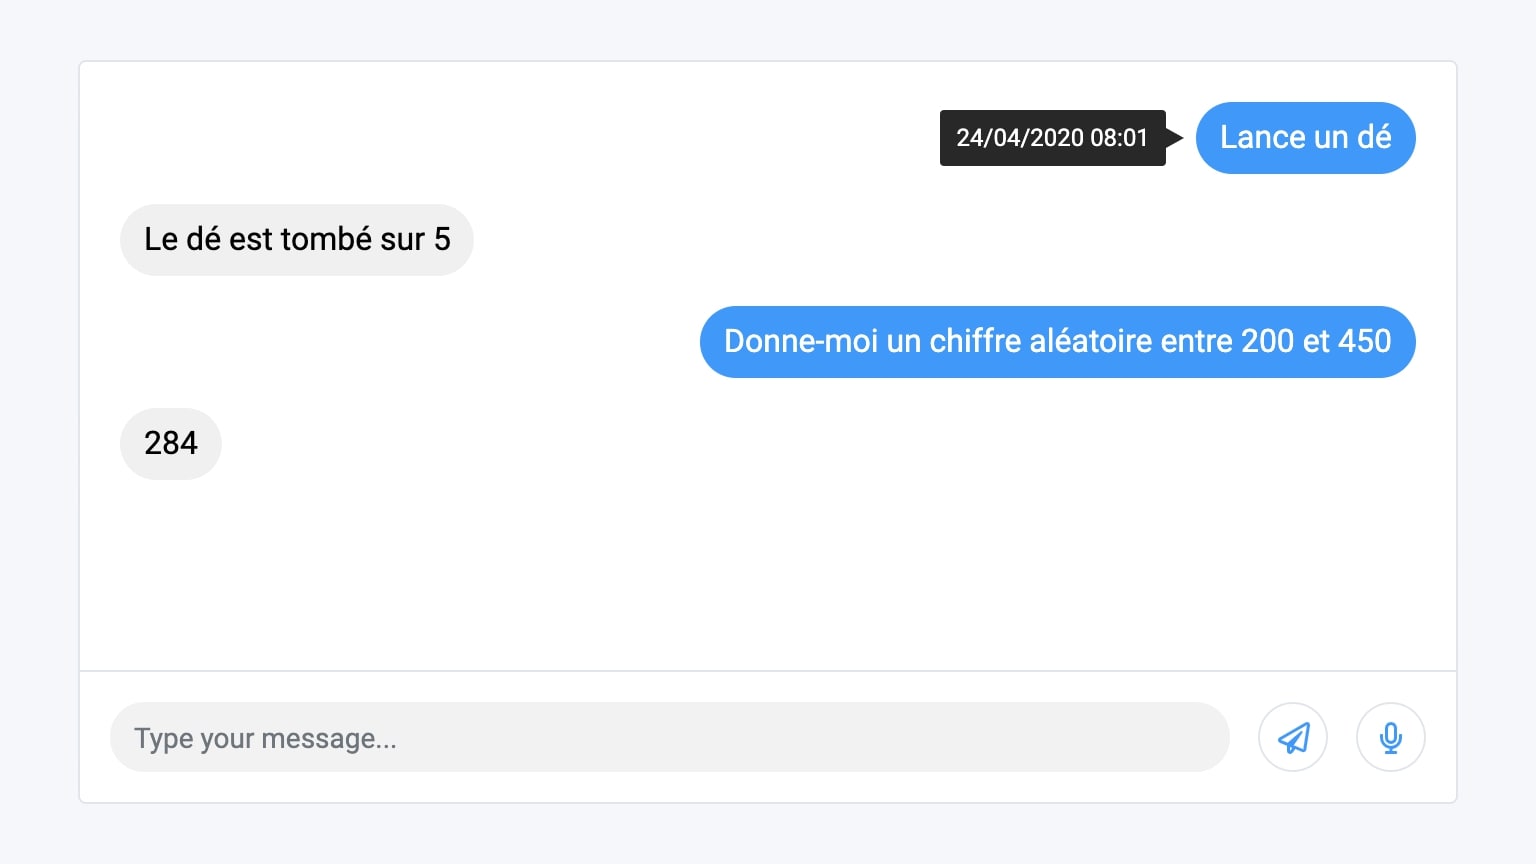 24/04/2020 08:01
Lance un dé
Le dé est tombé sur 5
Donne-moi un chiffre aléatoire entre 200 et 450
284
Type your message...